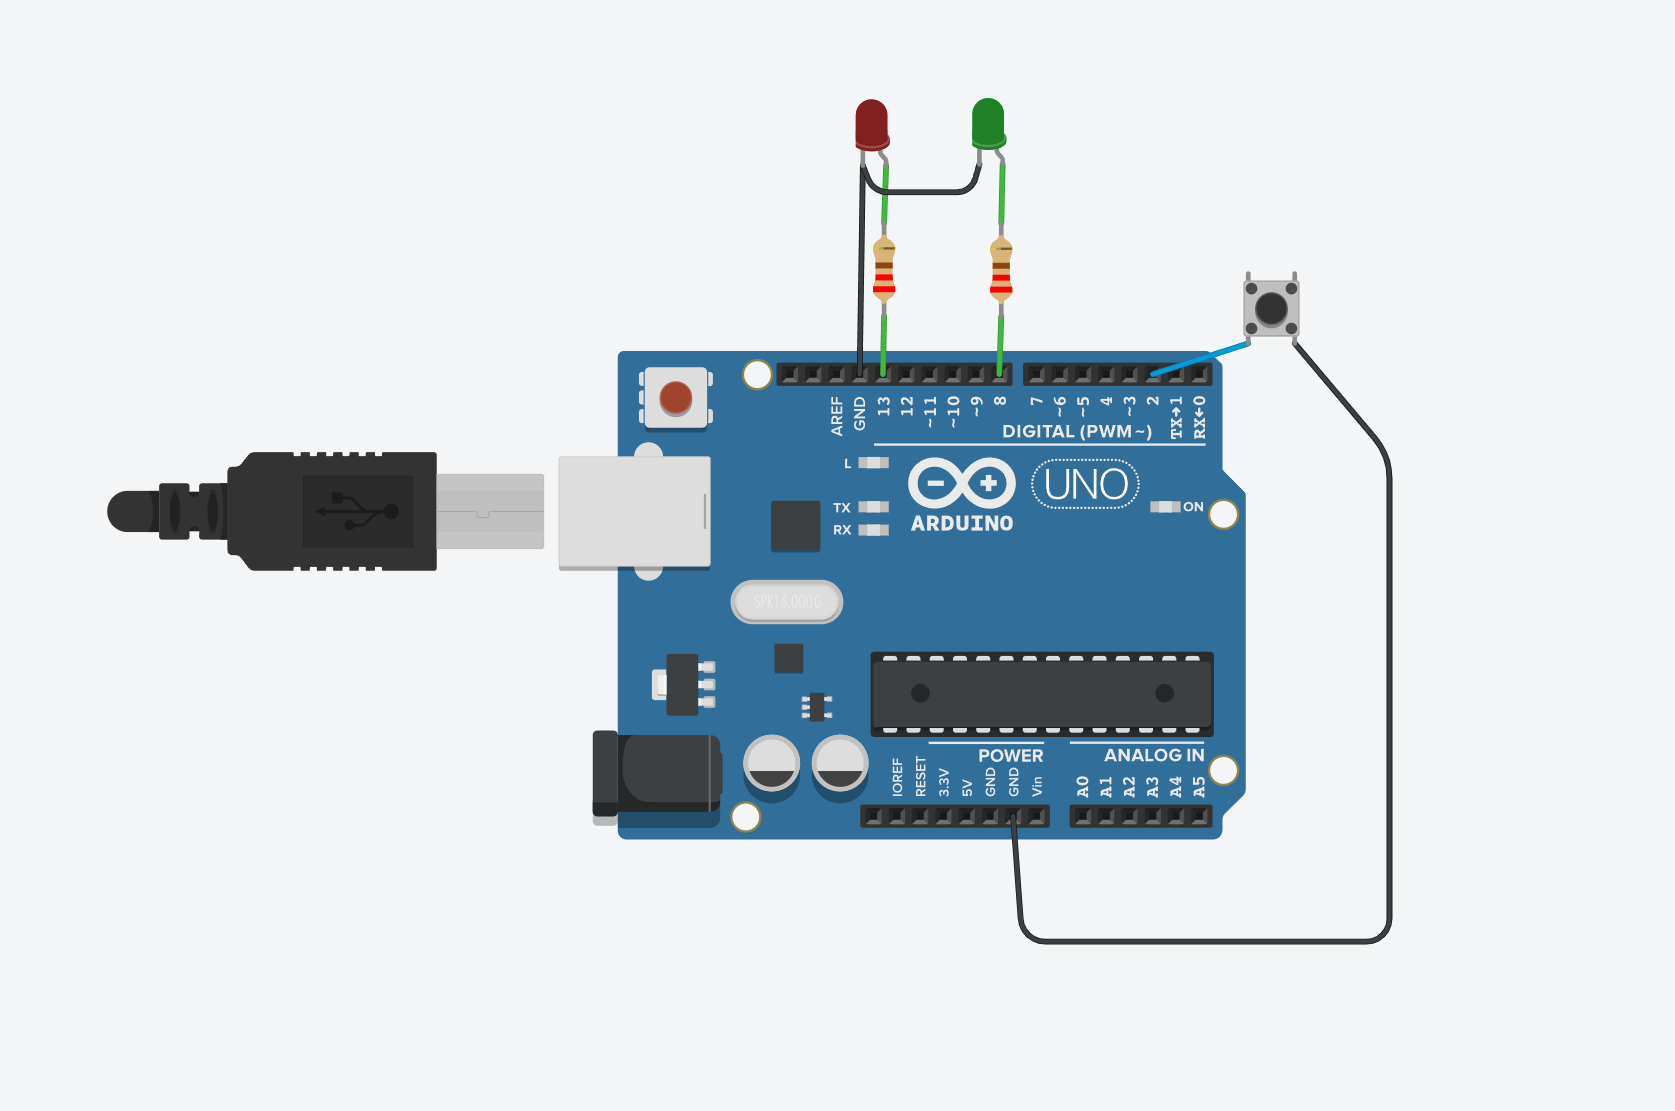 AREF
GND
13
12
~11
~10
~9
8
7
~6
~5
4
~3
2
TX→1
RX←0
DIGITAL (PWM~)
L
TX
RX
UNO
ARDUINO
ON
SPK16.000G
POWER
ANALOG IN
IOREF
RESET
3.3V
5V
GND
GND
Vin
A0
A1
A2
A3
A4
A5